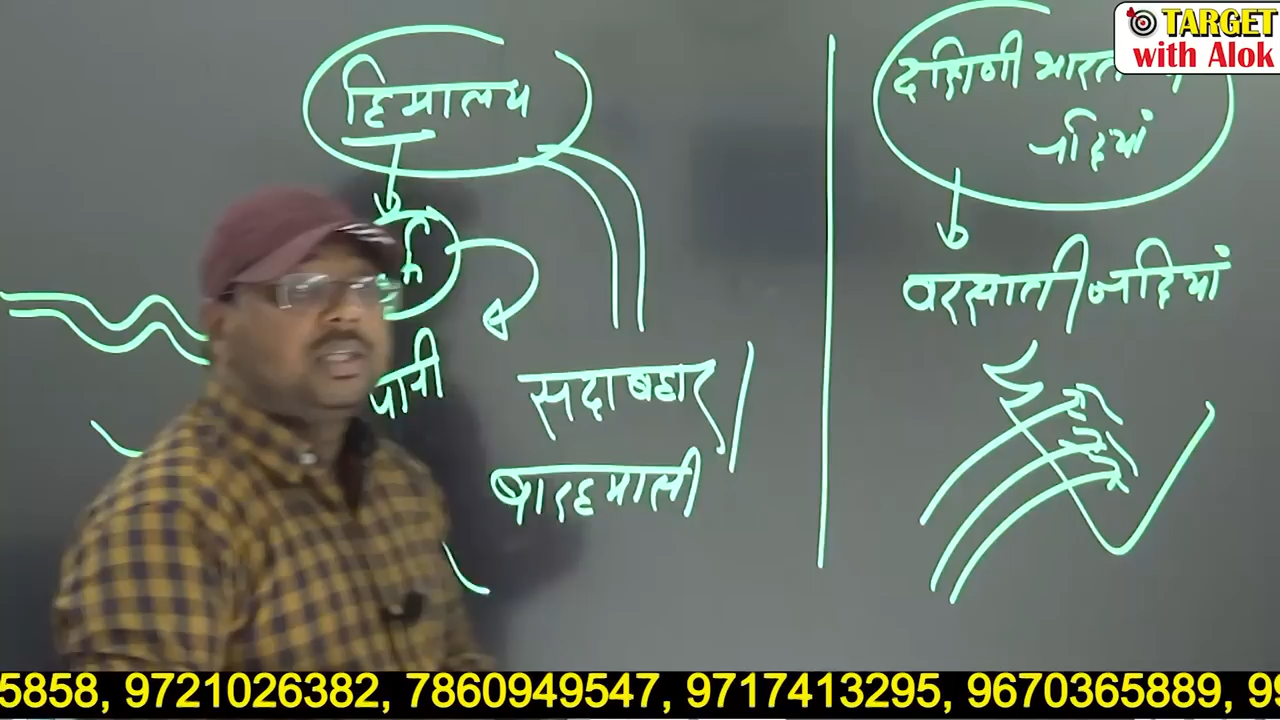 TARGET
with Alok
हिमालय
पानी
सदाबहार
बारहमासी
दक्षिणी भारत
नदियां
बरसाती नदियां
5858, 9721026382, 7860949547, 9717413295, 9670365889, 9